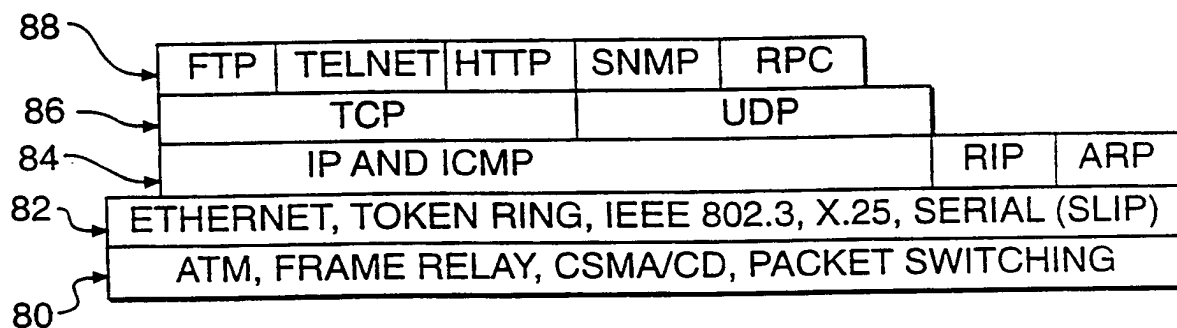 88 FTP TELNET HTTP SNMP RPC
86 TCP UDP
84 IP AND ICMP RIP ARP
82 ETHERNET, TOKEN RING, IEEE 802.3, X.25, SERIAL (SLIP)
80 ATM, FRAME RELAY, CSMA/CD, PACKET SWITCHING